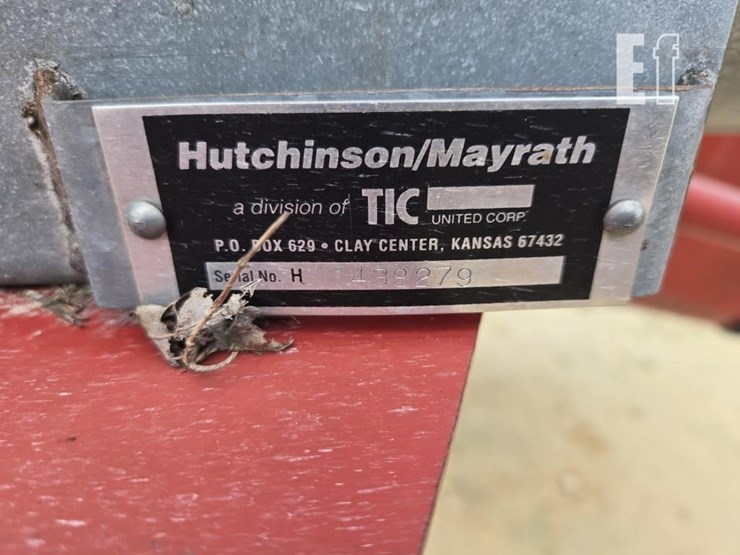 Ef
Hutchinson/Mayrath
a division of TIC
UNITED CORP.
P.O. BOX 629 • CLAY CENTER, KANSAS 67432
Serial No. H 138279